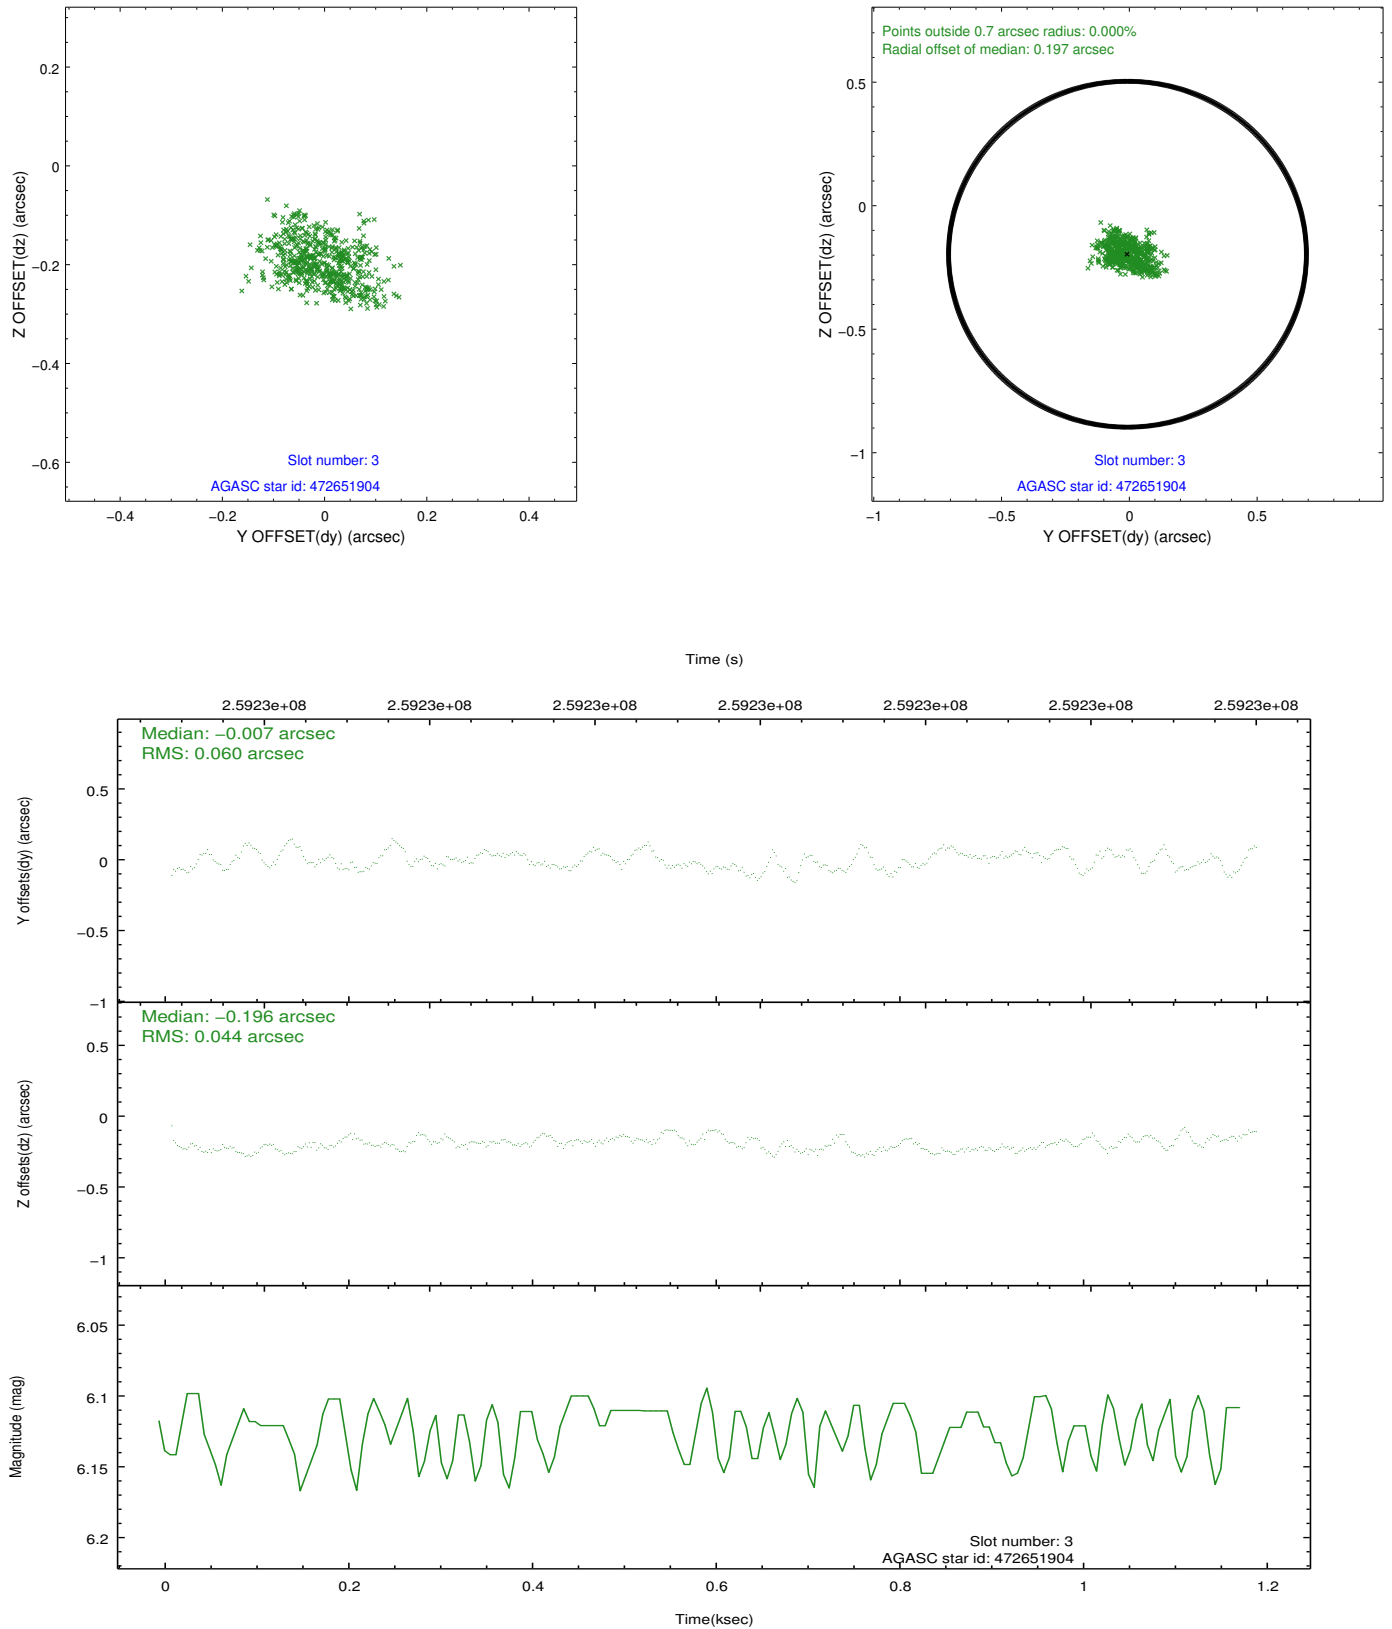 0.2
0
−0.2
−0.4
−0.6
Z OFFSET(dz) (arcsec)
Slot number: 3
AGASC star id: 472651904
−0.4
−0.2
0
0.2
0.4
Y OFFSET(dy) (arcsec)
Points outside 0.7 arcsec radius: 0.000%
Radial offset of median: 0.197 arcsec
0.5
0
−0.5
−1
Z OFFSET(dz) (arcsec)
Slot number: 3
AGASC star id: 472651904
−1
−0.5
0
0.5
Y OFFSET(dy) (arcsec)
Time (s)
2.5923e+08
2.5923e+08
2.5923e+08
2.5923e+08
2.5923e+08
2.5923e+08
2.5923e+08
Median: −0.007 arcsec
RMS: 0.060 arcsec
0.5
0
−0.5
−1
Y offsets(dy) (arcsec)
Median: −0.196 arcsec
RMS: 0.044 arcsec
0.5
0
−0.5
−1
Z offsets(dz) (arcsec)
6.05
6.1
6.15
6.2
Magnitude (mag)
Slot number: 3
AGASC star id: 472651904
0
0.2
0.4
0.6
0.8
1
1.2
Time(ksec)